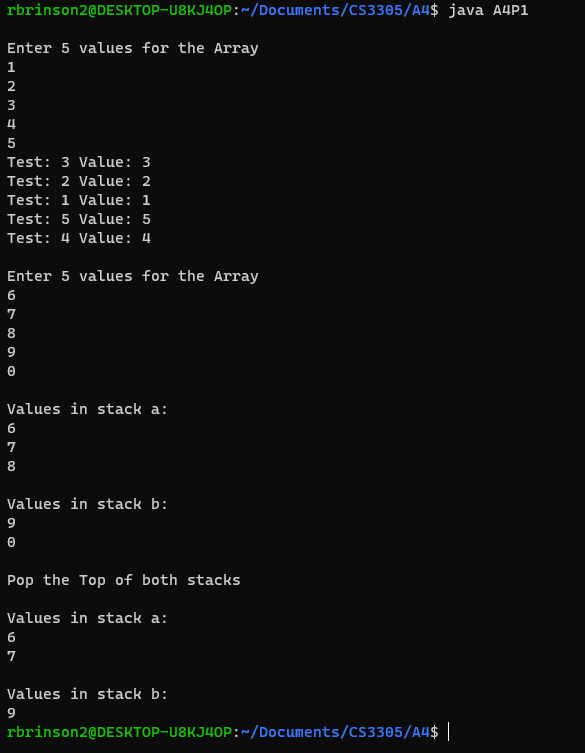 rbrinson2@DESKTOP-U8KJ4OP:~/Documents/CS3305/A4$ java A4P1
Enter 5 values for the Array
1
2
3
4
5
Test: 3 Value: 3
Test: 2 Value: 2
Test: 1 Value: 1
Test: 5 Value: 5
Test: 4 Value: 4
Enter 5 values for the Array
6
7
8
9
0
Values in stack a:
6
7
8
Values in stack b:
9
0
Pop the Top of both stacks
Values in stack a:
6
7
Values in stack b:
9
rbrinson2@DESKTOP-U8KJ4OP:~/Documents/CS3305/A4$